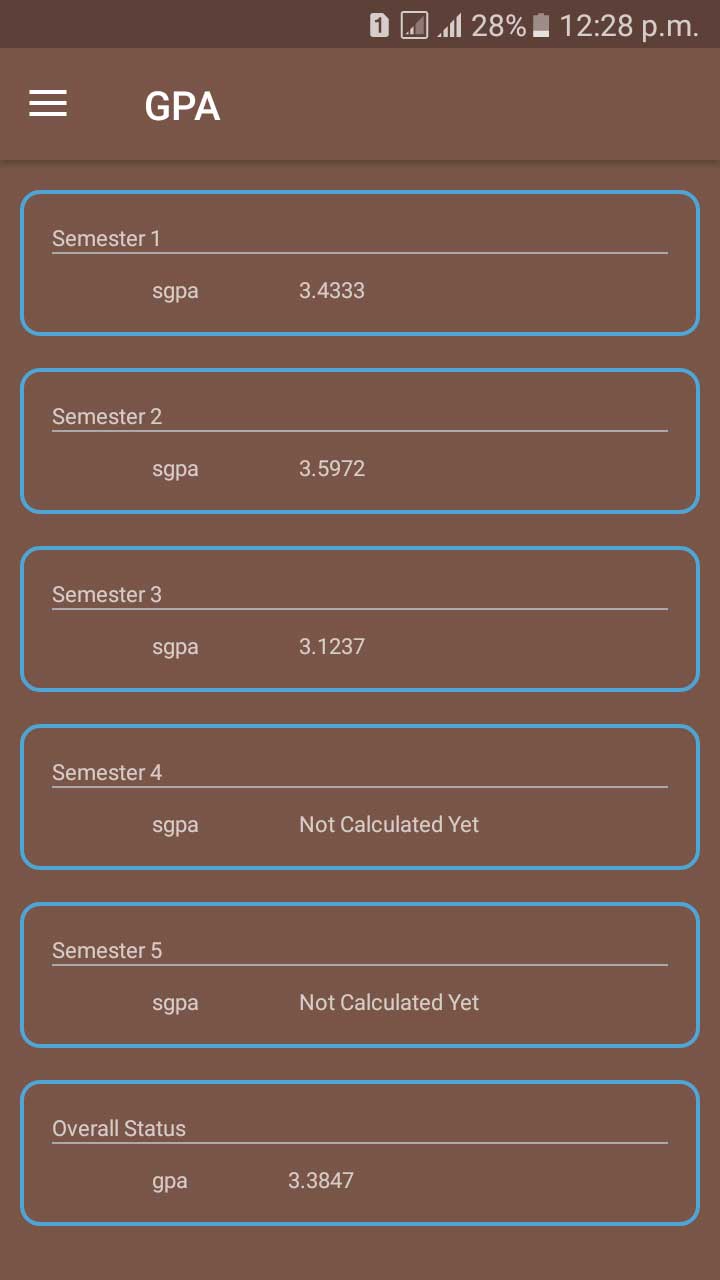 1 28% 12:28 p.m.
GPA
Semester 1
sgpa 3.4333
Semester 2
sgpa 3.5972
Semester 3
sgpa 3.1237
Semester 4
sgpa Not Calculated Yet
Semester 5
sgpa Not Calculated Yet
Overall Status
gpa 3.3847